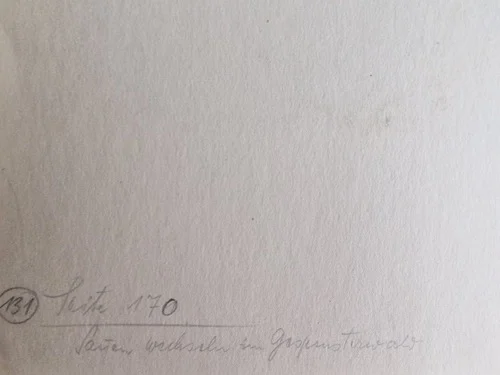 131 Seite 170
Sauen wechseln im Gespensterwald